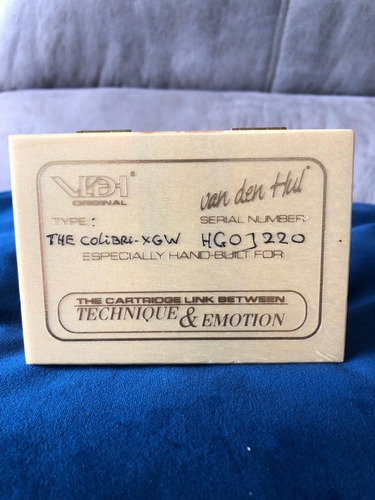 VDH van den Hul
ORIGINAL
TYPE: SERIAL NUMBER:
THE COLiBRi-XGW HGOJ220
ESPECIALLY HAND-BUILT FOR:
THE CARTRIDGE LINK BETWEEN
TECHNIQUE & EMOTION